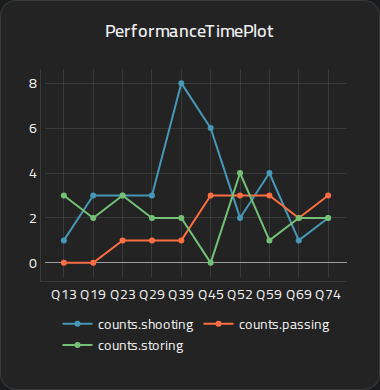 PerformanceTimePlot
8
6
4
2
0
Q13 Q19 Q23 Q29 Q39 Q45 Q52 Q59 Q69 Q74
counts.shooting counts.passing
counts.storing